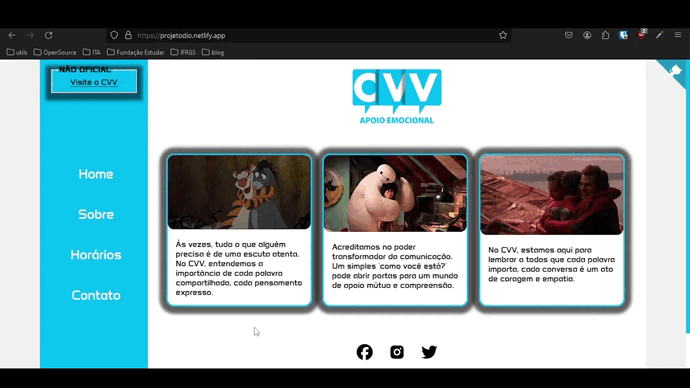 https://projetodio.netlify.app
utils
OpenSource
ITA
Fundação Estudar
IFRGS
blog
NÃO OFICIAL
Visite o CVV
Home
Sobre
Horários
Contato
CVV
APOIO EMOCIONAL
Às vezes, tudo o que alguém
precisa é de uma escuta atenta.
No CVV, entendemos a
importância de cada palavra
compartilhada, cada pensamento
expresso.
Acreditamos no poder
transformador da comunicação.
Um simples 'como você está?'
pode abrir portas para um mundo
de apoio mútuo e compreensão.
No CVV, estamos aqui para
lembrar a todos que cada palavra
importa, cada conversa é um ato
de coragem e empatia.